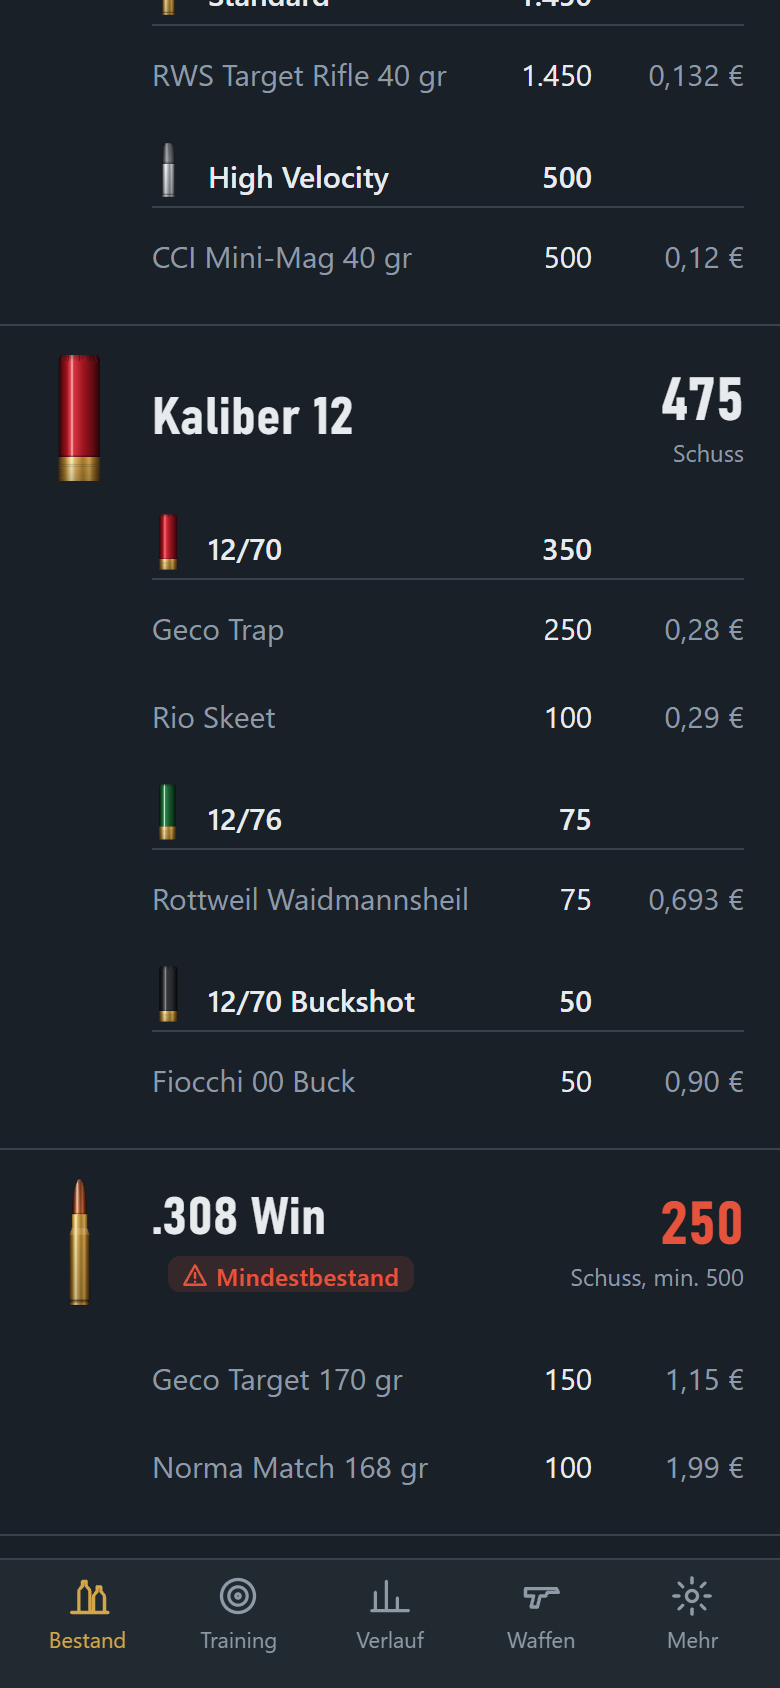 Standard 1.450
RWS Target Rifle 40 gr 1.450 0,132 €
High Velocity 500
CCI Mini-Mag 40 gr 500 0,12 €
Kaliber 12 475
Schuss
12/70 350
Geco Trap 250 0,28 €
Rio Skeet 100 0,29 €
12/76 75
Rottweil Waidmannsheil 75 0,693 €
12/70 Buckshot 50
Fiocchi 00 Buck 50 0,90 €
.308 Win 250
Mindestbestand Schuss, min. 500
Geco Target 170 gr 150 1,15 €
Norma Match 168 gr 100 1,99 €
Bestand Training Verlauf Waffen Mehr